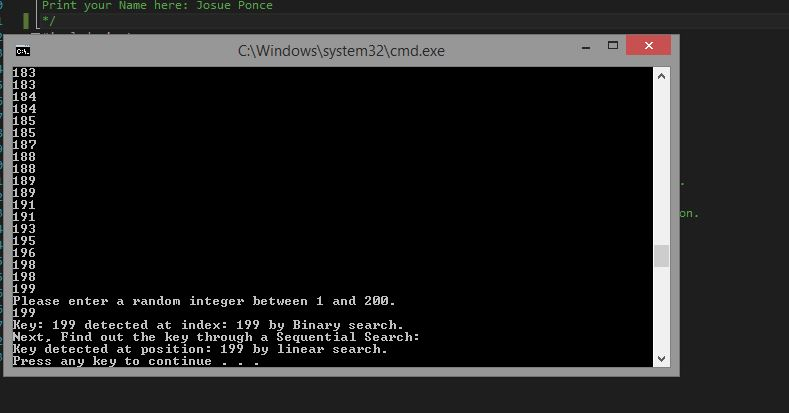 Print your Name here: Josue Ponce
*/
C:\Windows\system32\cmd.exe
183
183
184
184
185
185
187
188
188
189
189
191
191
193
195
196
198
198
199
Please enter a random integer between 1 and 200.
199
Key: 199 detected at index: 199 by Binary search.
Next, Find out the key through a Sequential Search:
Key detected at position: 199 by linear search.
Press any key to continue . . .
on.